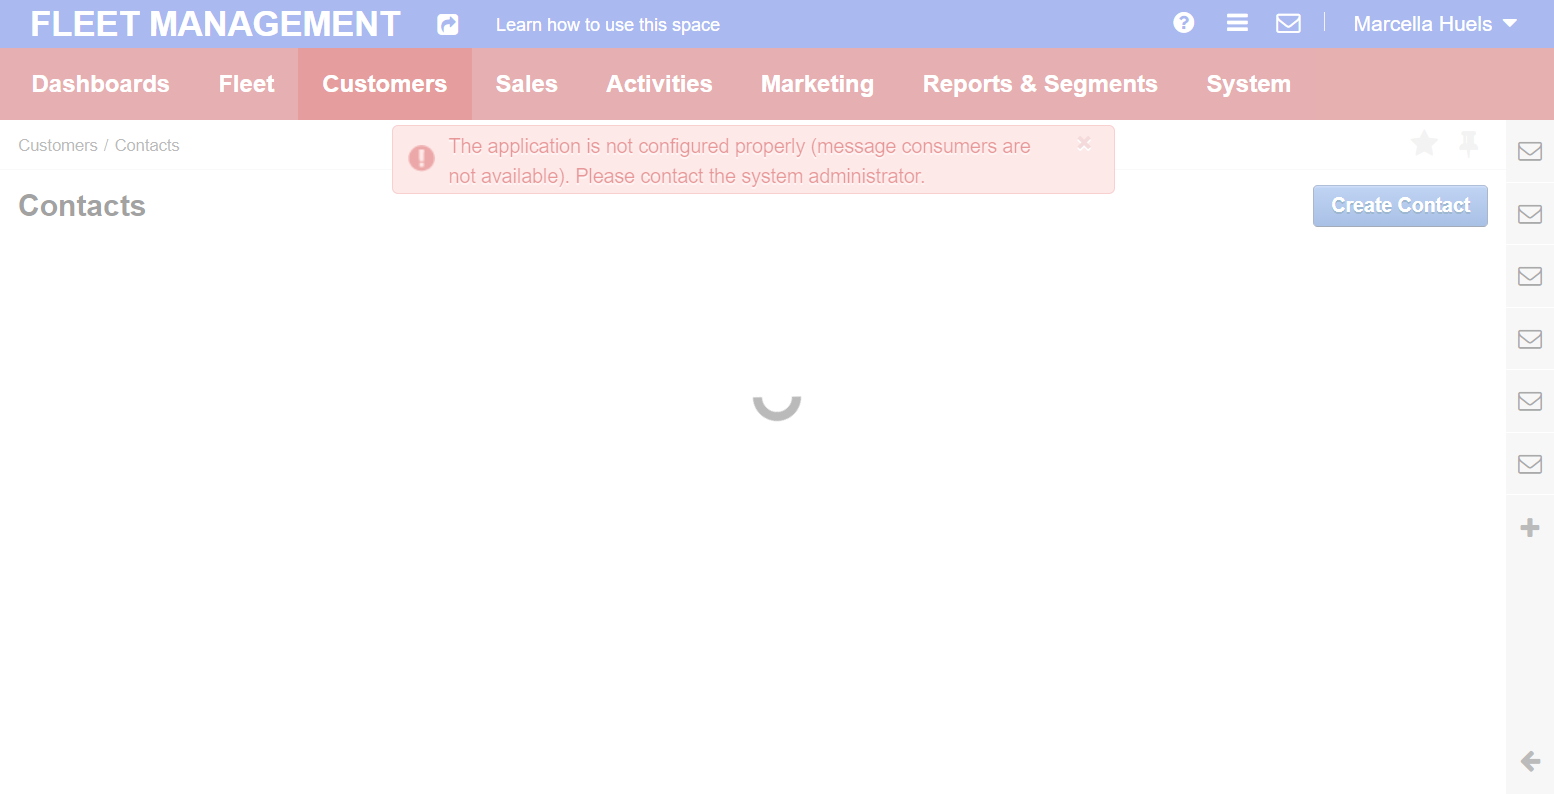 FLEET MANAGEMENT
Learn how to use this space
Marcella Huels
Dashboards Fleet Customers Sales Activities Marketing Reports & Segments System
Customers / Contacts
The application is not configured properly (message consumers are
not available). Please contact the system administrator.
×
Contacts
Create Contact